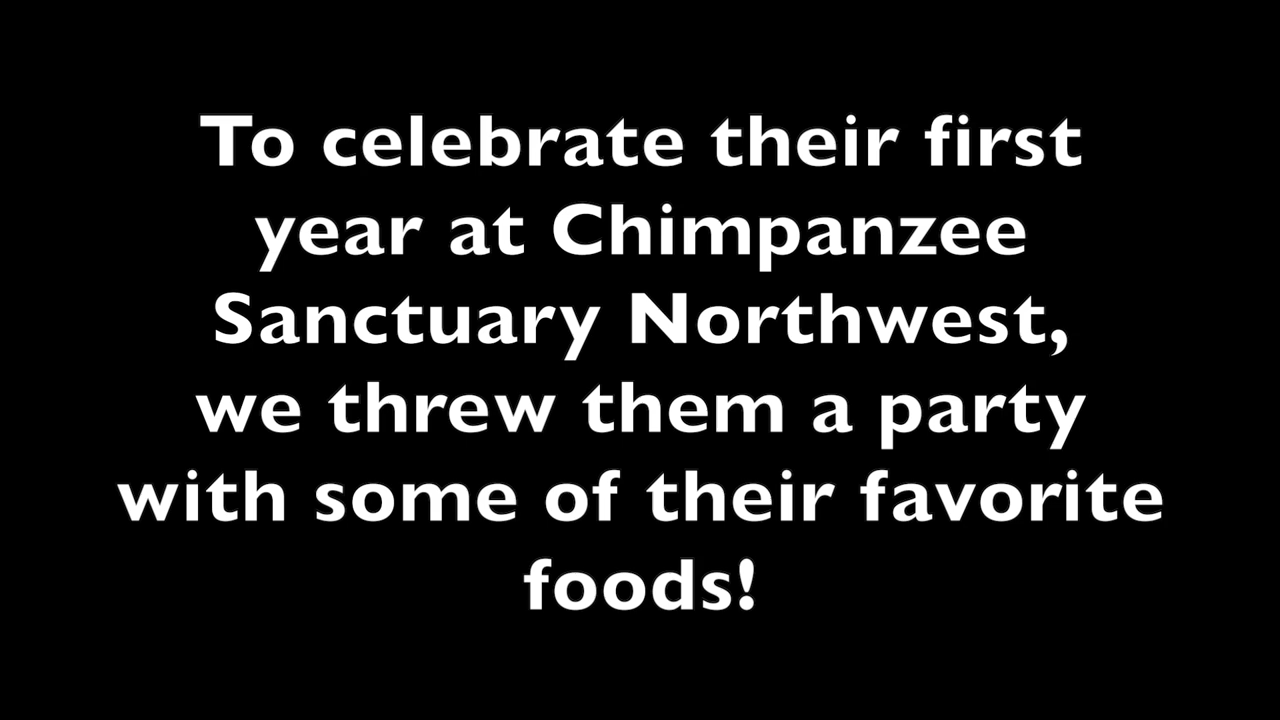 To celebrate their first
year at Chimpanzee
Sanctuary Northwest,
we threw them a party
with some of their favorite
foods!